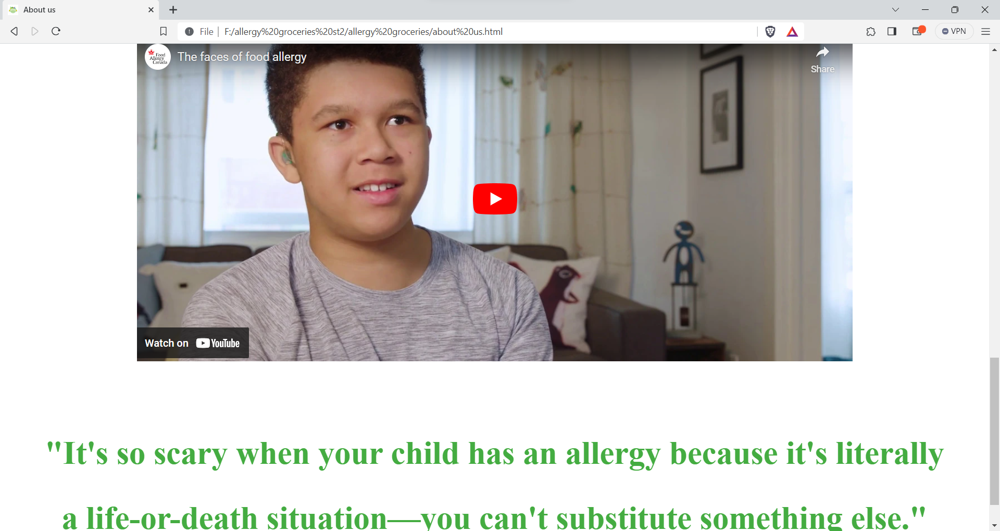 About us
File
F:/allergy%20groceries%20st2/allergy%20groceries/about%20us.html
VPN
Food
Allergy
Canada
The faces of food allergy
Share
Watch on YouTube
"It's so scary when your child has an allergy because it's literally
a life-or-death situation—you can't substitute something else."